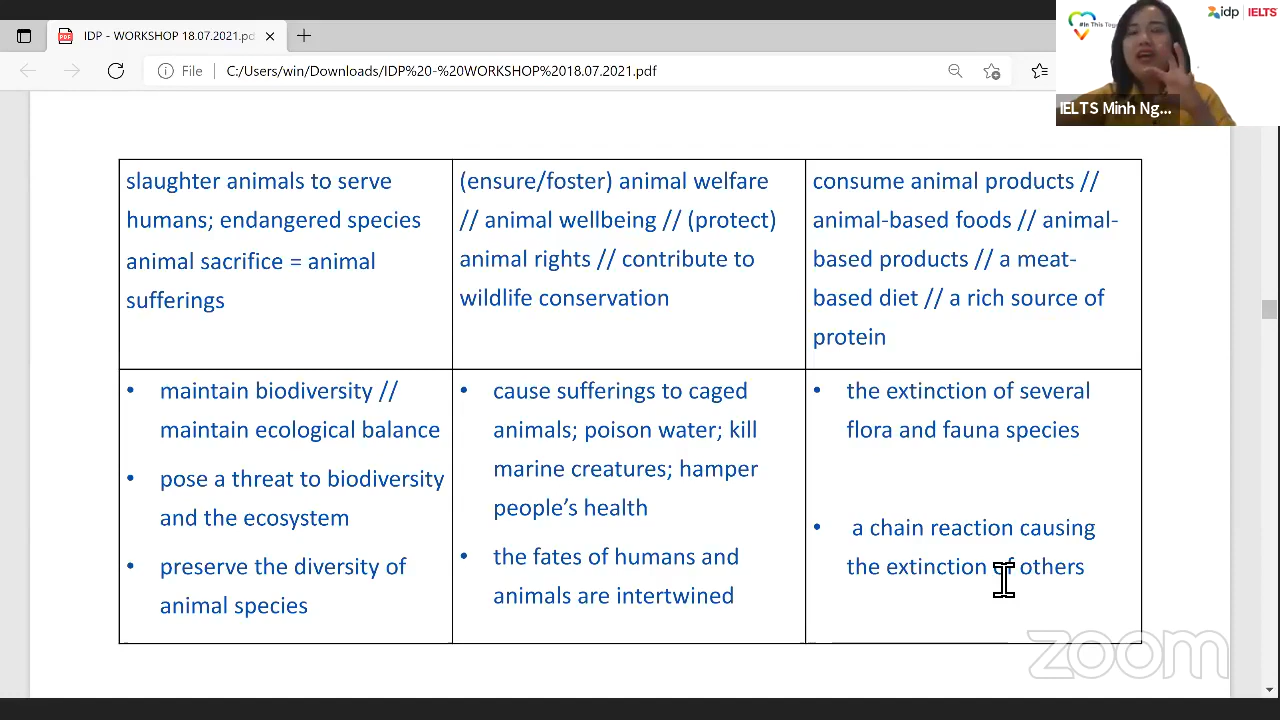 IDP - WORKSHOP 18.07.2021.pd
File
C:/Users/win/Downloads/IDP%20-%20WORKSHOP%2018.07.2021.pdf
idp IELTS
IELTS Minh Ng...
slaughter animals to serve
humans; endangered species
animal sacrifice = animal
sufferings
(ensure/foster) animal welfare
// animal wellbeing // (protect)
animal rights // contribute to
wildlife conservation
consume animal products //
animal-based foods // animal-
based products // a meat-
based diet // a rich source of
protein
• maintain biodiversity //
maintain ecological balance
• pose a threat to biodiversity
and the ecosystem
• preserve the diversity of
animal species
• cause sufferings to caged
animals; poison water; kill
marine creatures; hamper
people’s health
• the fates of humans and
animals are intertwined
• the extinction of several
flora and fauna species
• a chain reaction causing
the extinction of others
zoom